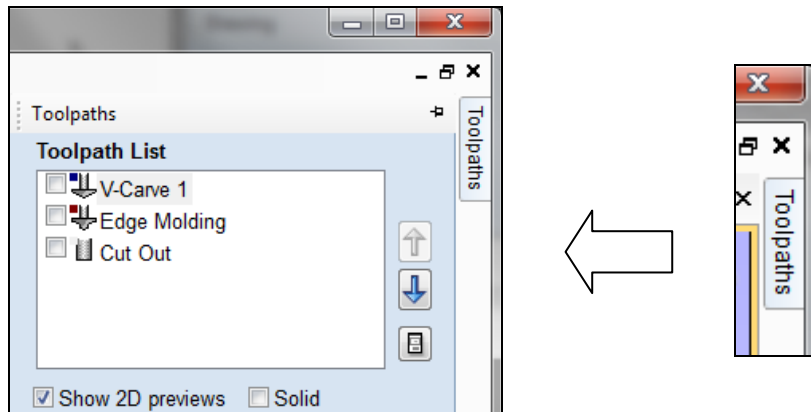 Toolpaths
Toolpaths
Toolpath List
V-Carve 1
Edge Molding
Cut Out
Show 2D previews Solid
Toolpaths